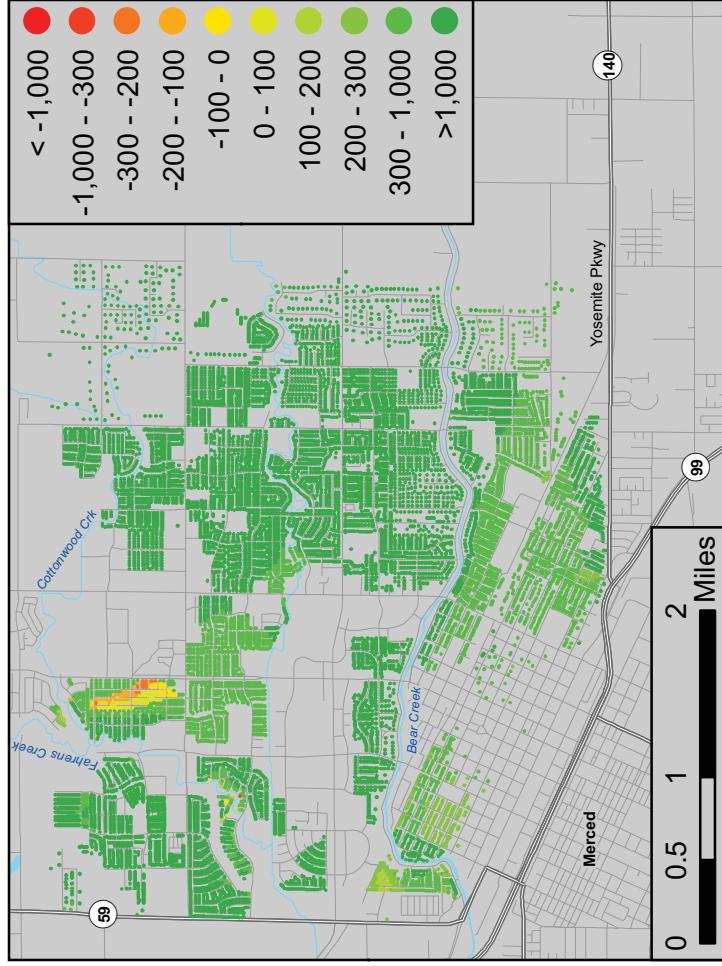 < -1,000
-1,000 - -300
-300 - -200
-200 - -100
-100 - 0
0 - 100
100 - 200
200 - 300
300 - 1,000
>1,000
Cottonwood Crk
Fahrens Creek
Bear Creek
59
140
Yosemite Pkwy
99
Merced
0 0.5 1 2
Miles